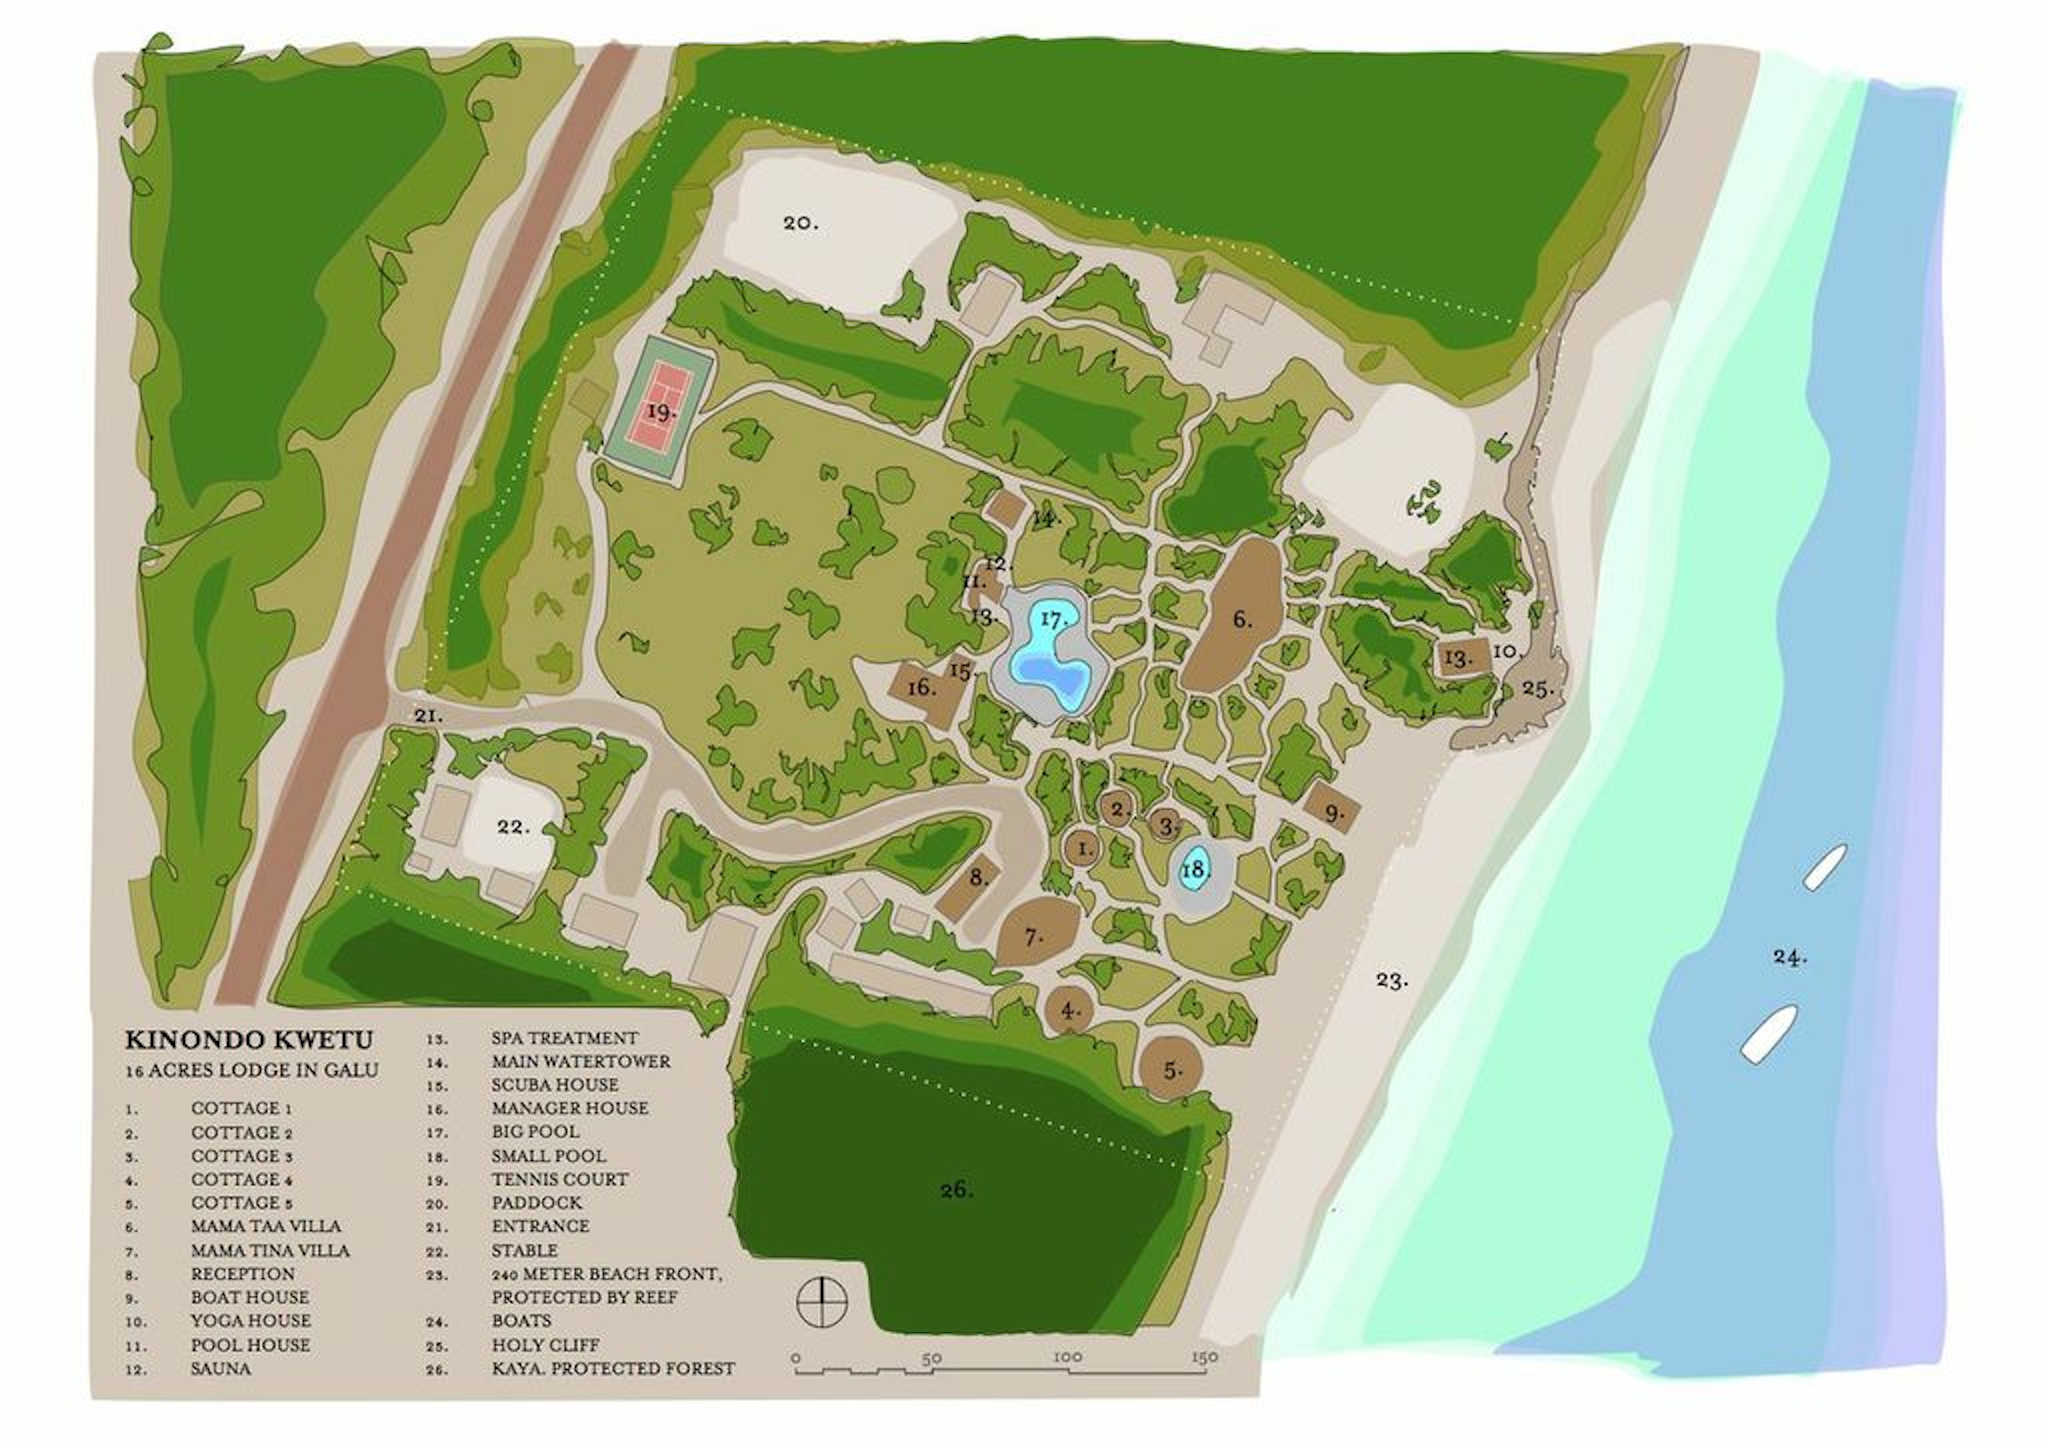 20.
19.
14.
12.
11.
13.
17.
6.
15.
16.
13.
10.
25.
21.
22.
2.
3.
9.
1.
18.
8.
7.
23.
24.
4.
5.
26.
KINONDO KWETU
16 ACRES LODGE IN GALU
1. COTTAGE 1
2. COTTAGE 2
3. COTTAGE 3
4. COTTAGE 4
5. COTTAGE 5
6. MAMA TAA VILLA
7. MAMA TINA VILLA
8. RECEPTION
9. BOAT HOUSE
10. YOGA HOUSE
11. POOL HOUSE
12. SAUNA
13. SPA TREATMENT
14. MAIN WATERTOWER
15. SCUBA HOUSE
16. MANAGER HOUSE
17. BIG POOL
18. SMALL POOL
19. TENNIS COURT
20. PADDOCK
21. ENTRANCE
22. STABLE
23. 240 METER BEACH FRONT,
PROTECTED BY REEF
24. BOATS
25. HOLY CLIFF
26. KAYA. PROTECTED FOREST
0 50 100 150